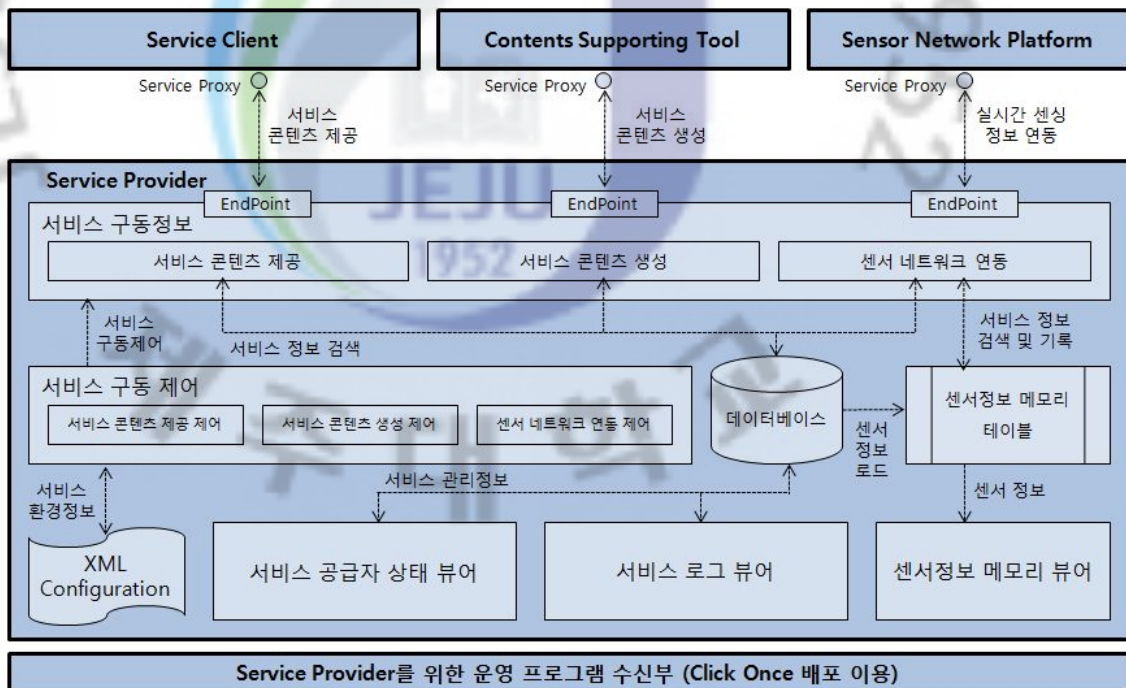 Service Client
Contents Supporting Tool
Sensor Network Platform
Service Proxy
Service Proxy
Service Proxy
서비스
콘텐츠 제공
서비스
콘텐츠 생성
실시간 센싱
정보 연동
Service Provider
EndPoint
EndPoint
EndPoint
서비스 구동정보
서비스 콘텐츠 제공
서비스 콘텐츠 생성
센서 네트워크 연동
서비스
구동제어
서비스 정보 검색
서비스 정보
검색 및 기록
서비스 구동 제어
서비스 콘텐츠 제공 제어
서비스 콘텐츠 생성 제어
센서 네트워크 연동 제어
데이터베이스
센서
정보
로드
센서정보 메모리
테이블
서비스
환경정보
서비스 관리정보
센서 정보
XML
Configuration
서비스 공급자 상태 뷰어
서비스 로그 뷰어
센서정보 메모리 뷰어
Service Provider를 위한 운영 프로그램 수신부 (Click Once 배포 이용)
JEJU
1952
제주대학교